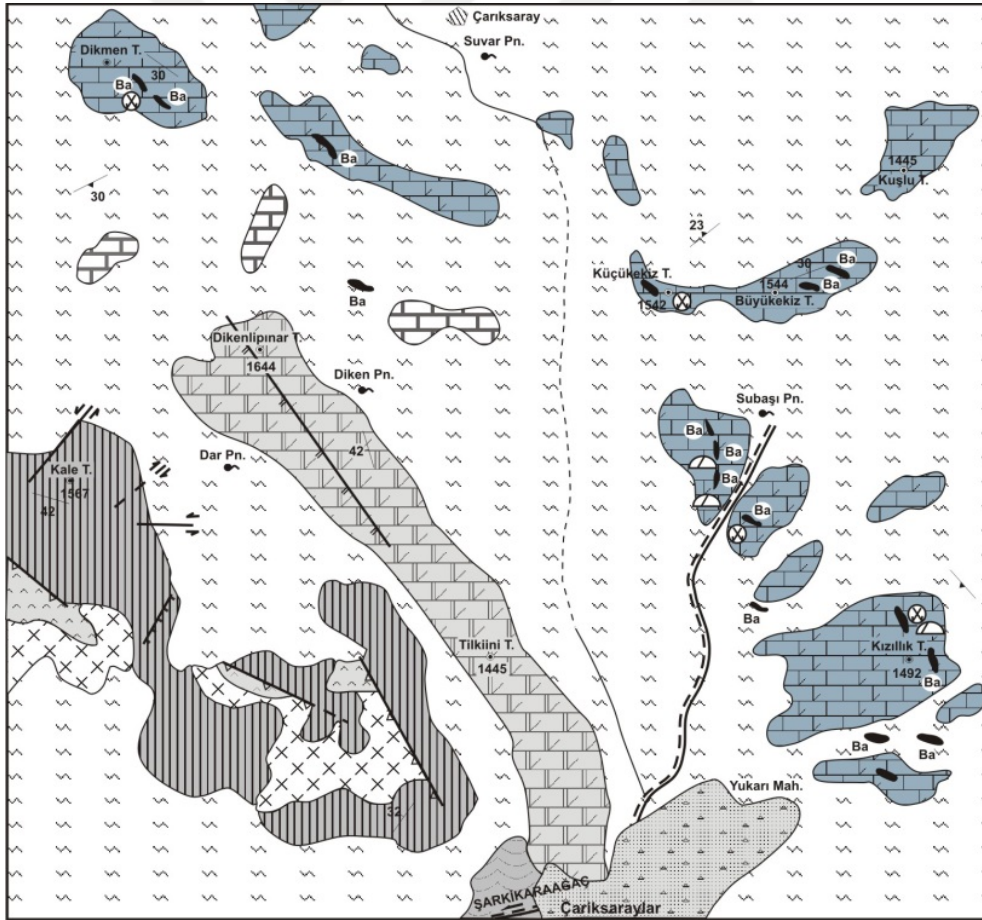 Çarıksaray
Suvar Pn.
Dikmen T.
30
Ba
Ba
Ba
1445
Kuşlu T.
30
23
30
Ba
Küçükekiz T.
1544
Ba
1542
Büyükekiz T.
Ba
Dikenlipınar T.
1644
Diken Pn.
Subaşı Pn.
Ba
42
Ba
Dar Pn.
Kale T.
1567
Ba
42
Ba
Ba
Tilkiini T.
1445
Kızıllık T.
1492
Ba
Ba
Ba
Yukarı Mah.
32
ŞARKİKARAAĞAÇ
Çarıksaraylar